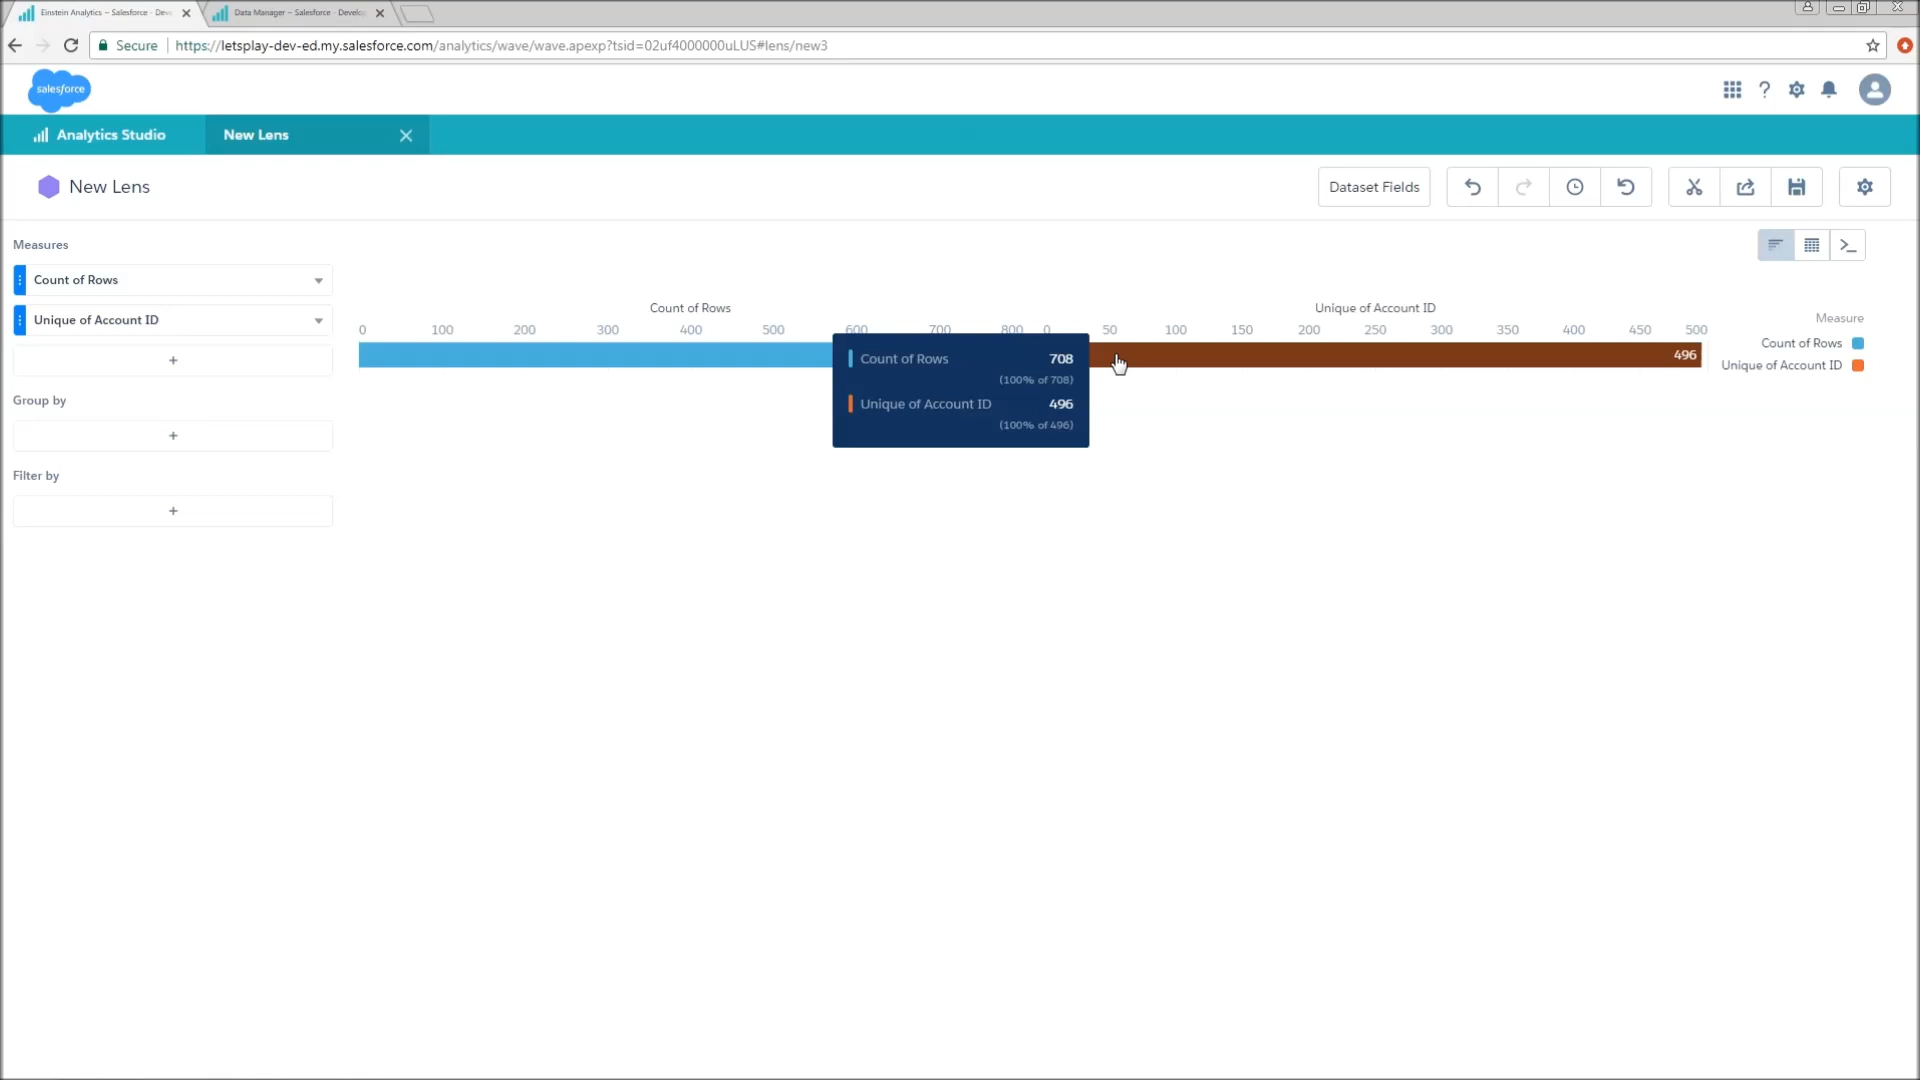 Einstein Analytics – Salesforce - Dev
Data Manager – Salesforce - Develo
Secure
https://letsplay-dev-ed.my.salesforce.com/analytics/wave/wave.apexp?tsid=02uf4000000uLUS#lens/new3
salesforce
?
Analytics Studio
New Lens
New Lens
Dataset Fields
Measures
Count of Rows
Unique of Account ID
+
Group by
+
Filter by
+
>_
Count of Rows
Unique of Account ID
0 100 200 300 400 500 600 700 800
0 50 100 150 200 250 300 350 400 450 500
496
Measure
Count of Rows
Unique of Account ID
Count of Rows 708
(100% of 708)
Unique of Account ID 496
(100% of 496)